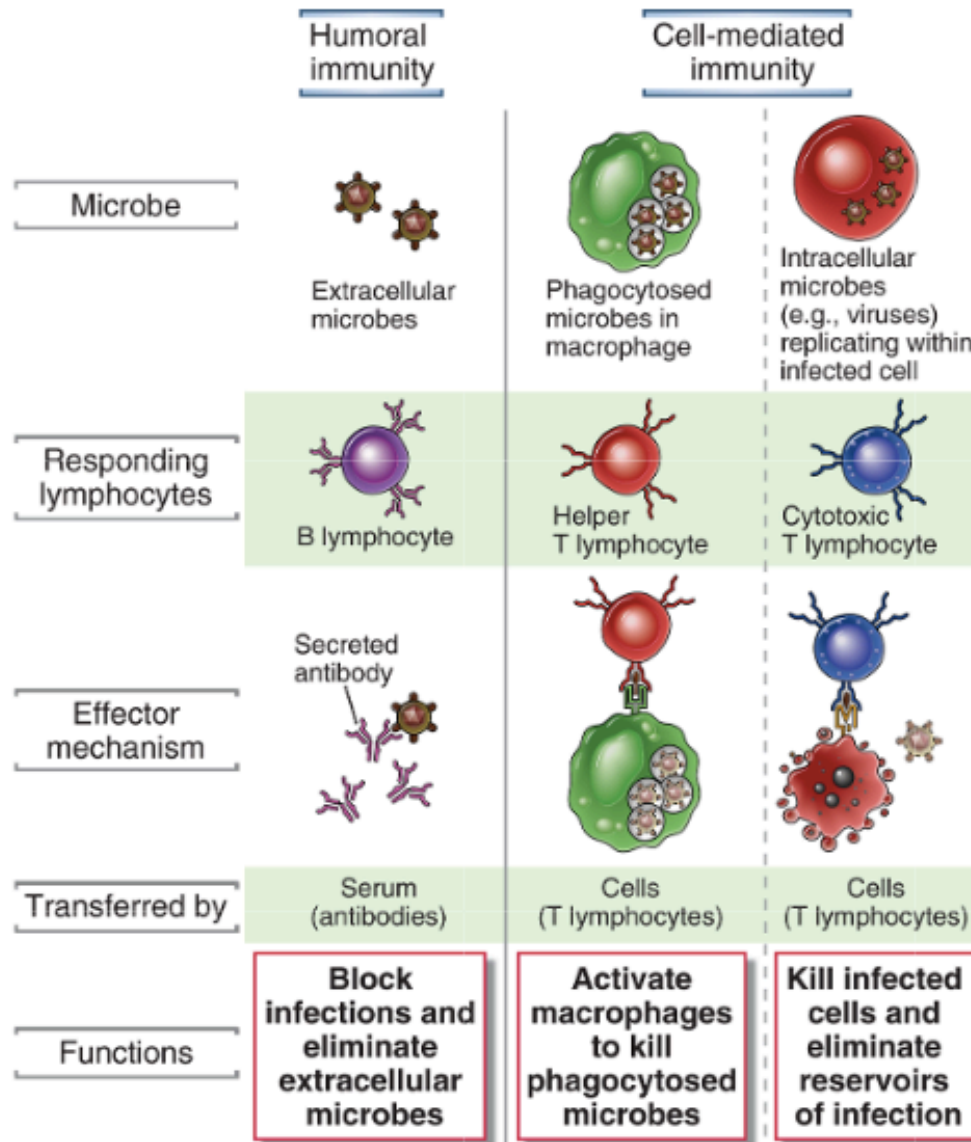 Humoral
immunity
Cell-mediated
immunity
Microbe
Extracellular
microbes
Phagocytosed
microbes in
macrophage
Intracellular
microbes
(e.g., viruses)
replicating within
infected cell
Responding
lymphocytes
B lymphocyte
Helper
T lymphocyte
Cytotoxic
T lymphocyte
Effector
mechanism
Secreted
antibody
Transferred by
Serum
(antibodies)
Cells
(T lymphocytes)
Cells
(T lymphocytes)
Functions
Block
infections and
eliminate
extracellular
microbes
Activate
macrophages
to kill
phagocytosed
microbes
Kill infected
cells and
eliminate
reservoirs
of infection